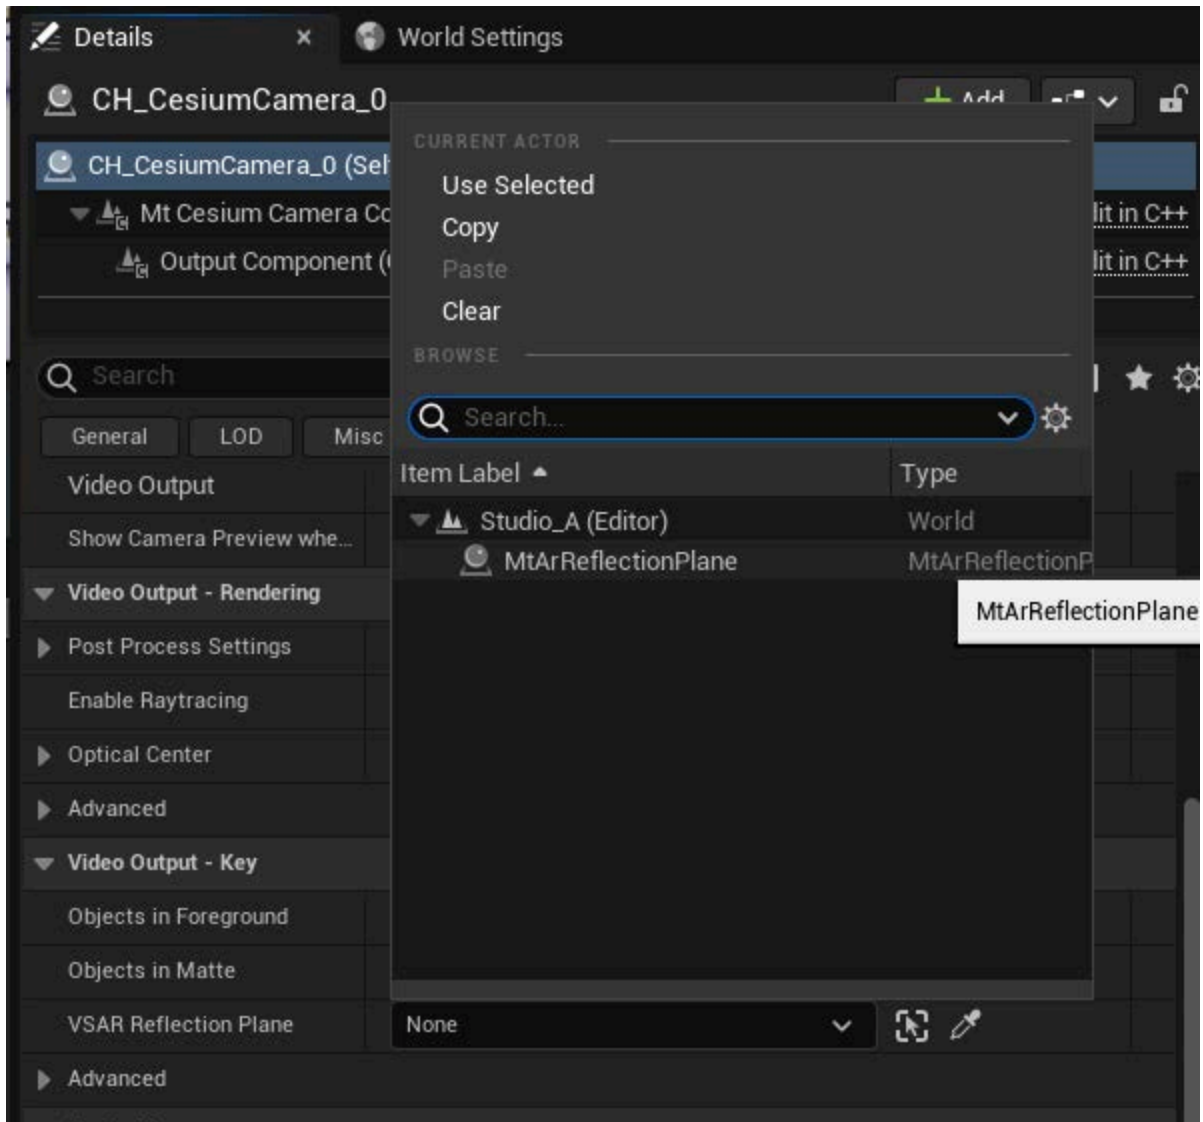 Details × World Settings
CH_CesiumCamera_0 Add
CURRENT ACTOR
CH_CesiumCamera_0 (Sel
Use Selected
Mt Cesium Camera Co
Copy
lit in C++
Output Component (
Paste
lit in C++
Clear
BROWSE
Search
Search...
General LOD Misc
Item Label Type
Video Output
Studio_A (Editor) World
Show Camera Preview whe...
MtArReflectionPlane MtArReflectionP
Video Output - Rendering
MtArReflectionPlane
Post Process Settings
Enable Raytracing
Optical Center
Advanced
Video Output - Key
Objects in Foreground
Objects in Matte
VSAR Reflection Plane None
Advanced